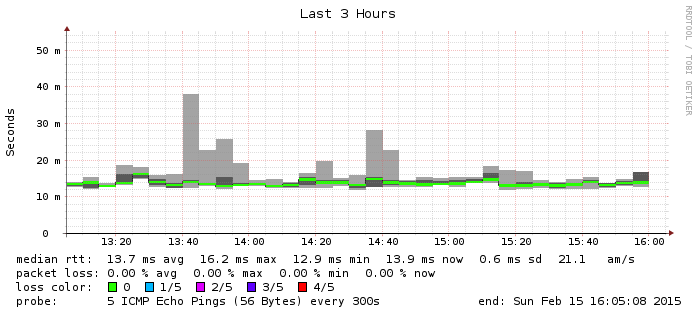 Last 3 Hours
RRDTOOL / TOBI OETIKER
Seconds
50 m
40 m
30 m
20 m
10 m
0
13:20 13:40 14:00 14:20 14:40 15:00 15:20 15:40 16:00
median rtt: 13.7 ms avg 16.2 ms max 12.9 ms min 13.9 ms now 0.6 ms sd 21.1 am/s
packet loss: 0.00 % avg 0.00 % max 0.00 % min 0.00 % now
loss color: 0 1/5 2/5 3/5 4/5
probe: 5 ICMP Echo Pings (56 Bytes) every 300s end: Sun Feb 15 16:05:08 2015